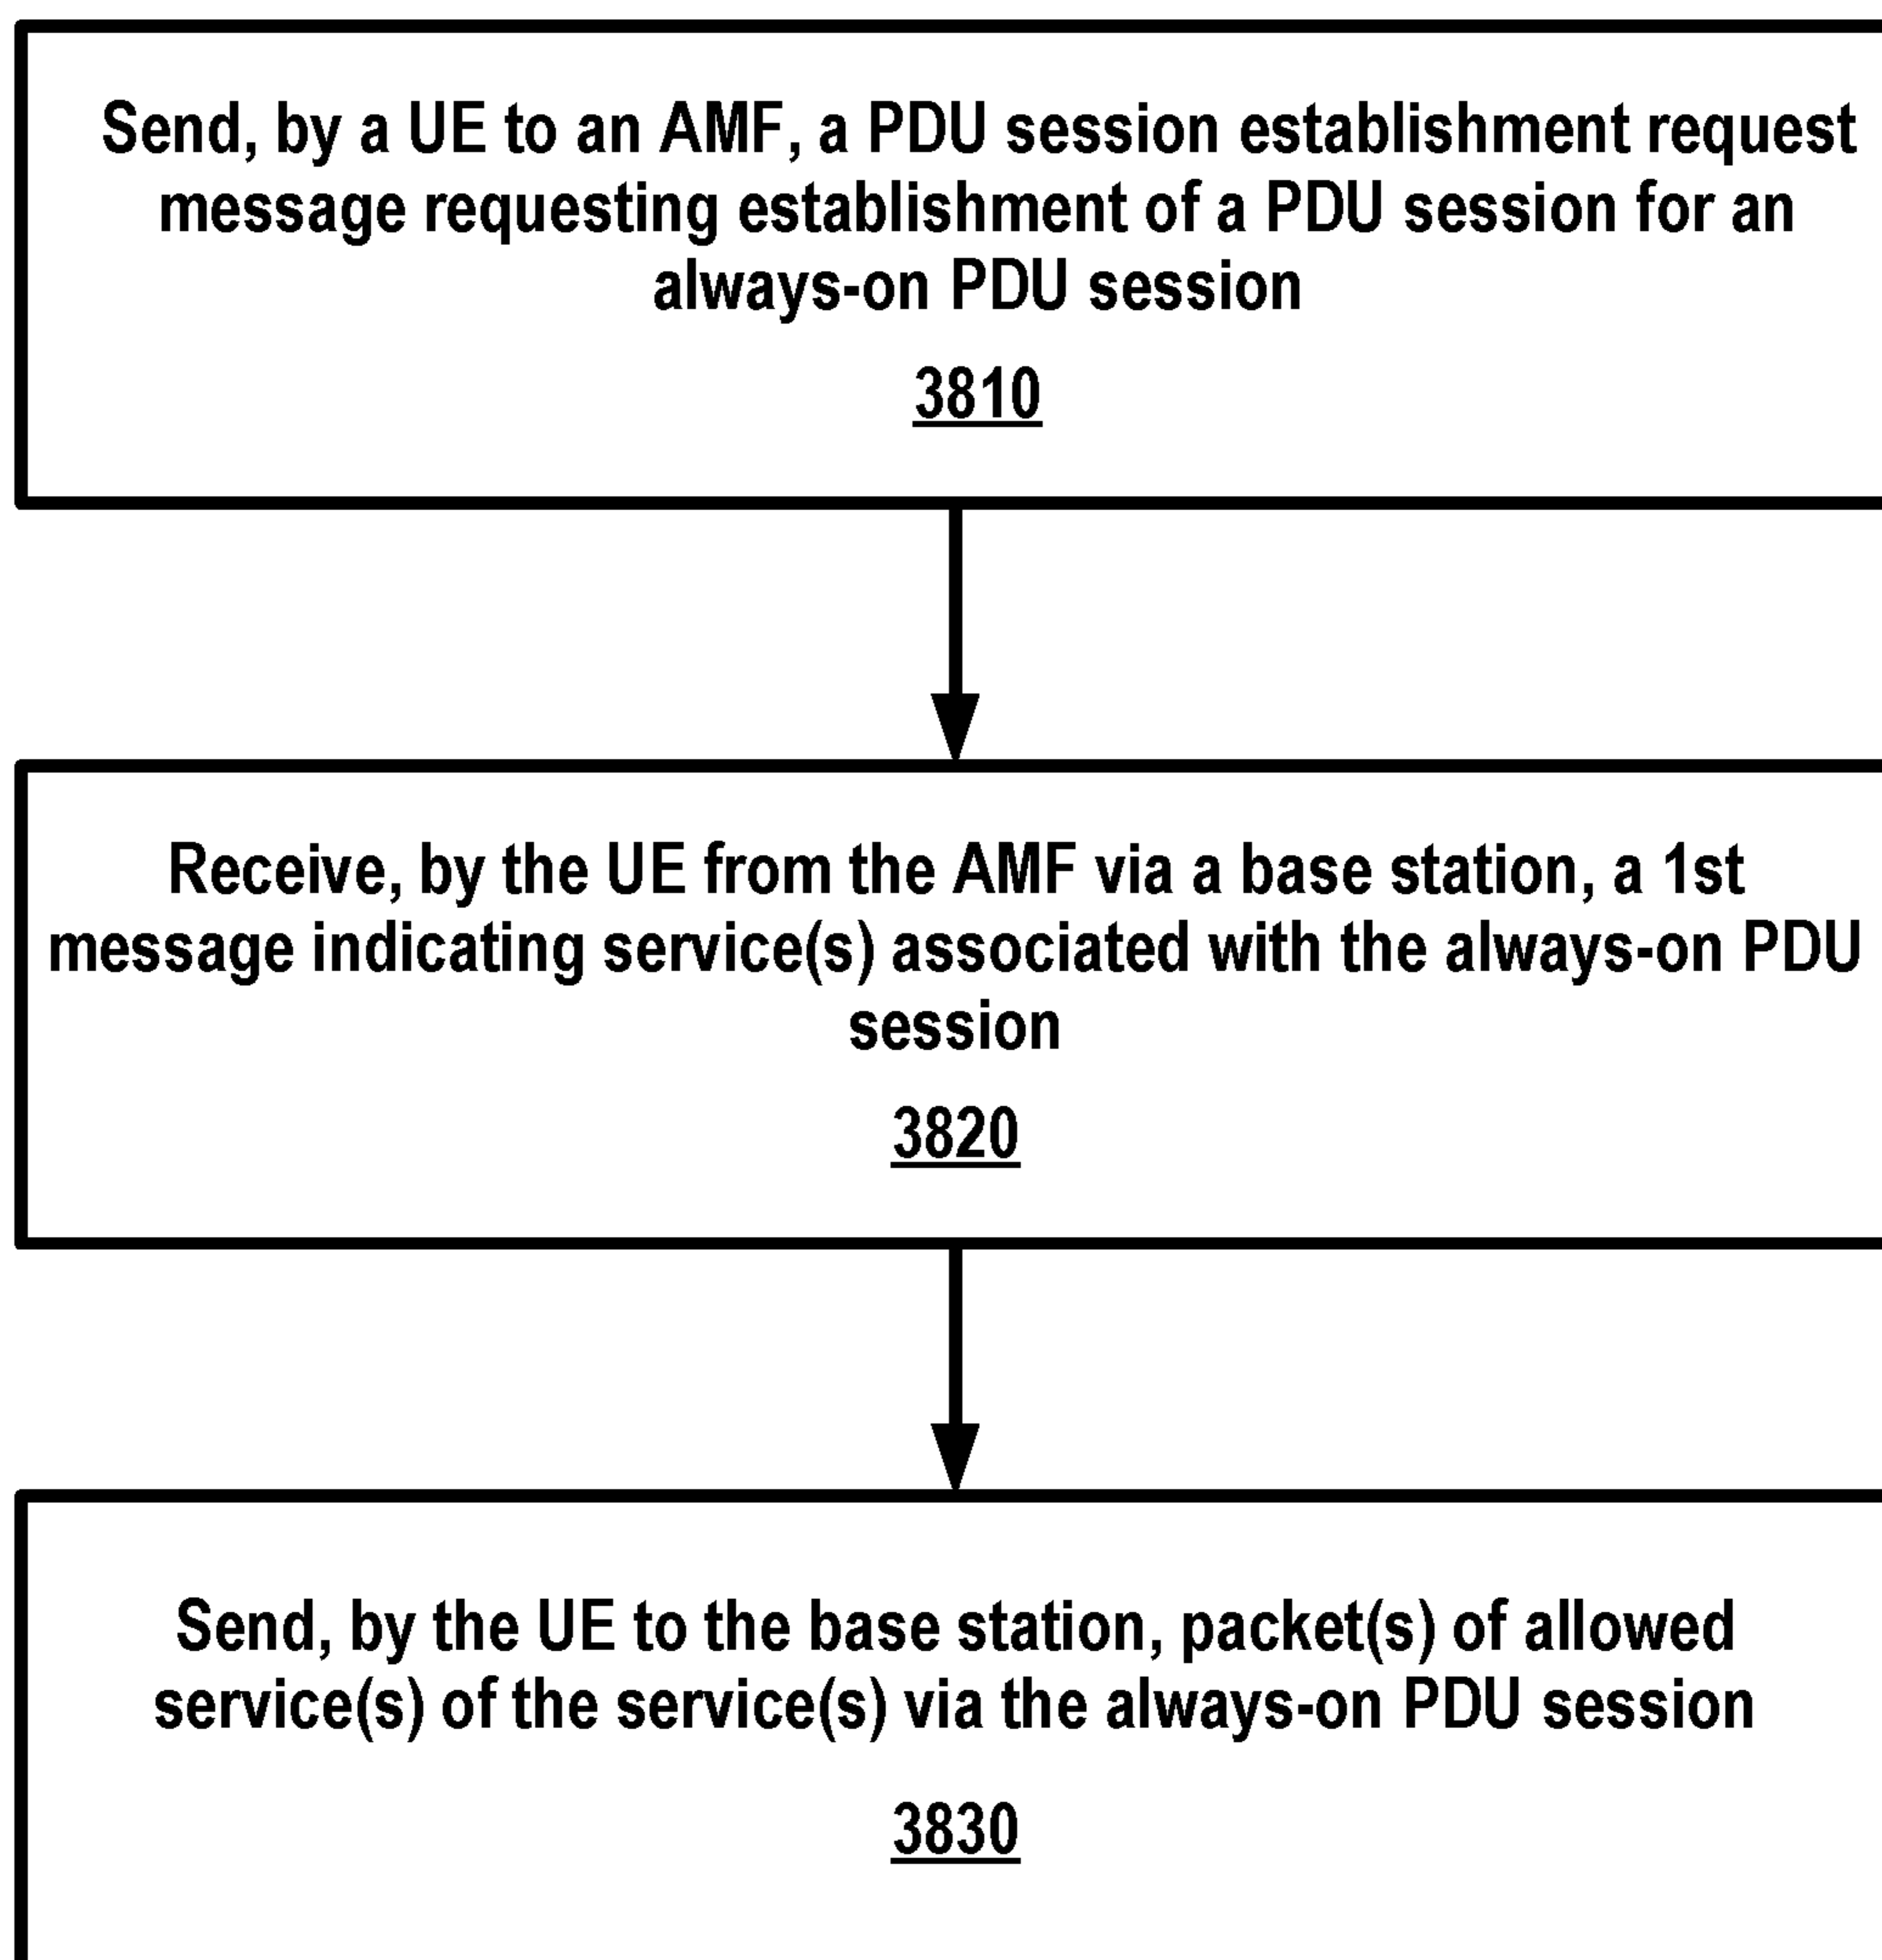 Send, by a UE to an AMF, a PDU session establishment request
message requesting establishment of a PDU session for an
always-on PDU session
3810
Receive, by the UE from the AMF via a base station, a 1st
message indicating service(s) associated with the always-on PDU
session
3820
Send, by the UE to the base station, packet(s) of allowed
service(s) of the service(s) via the always-on PDU session
3830